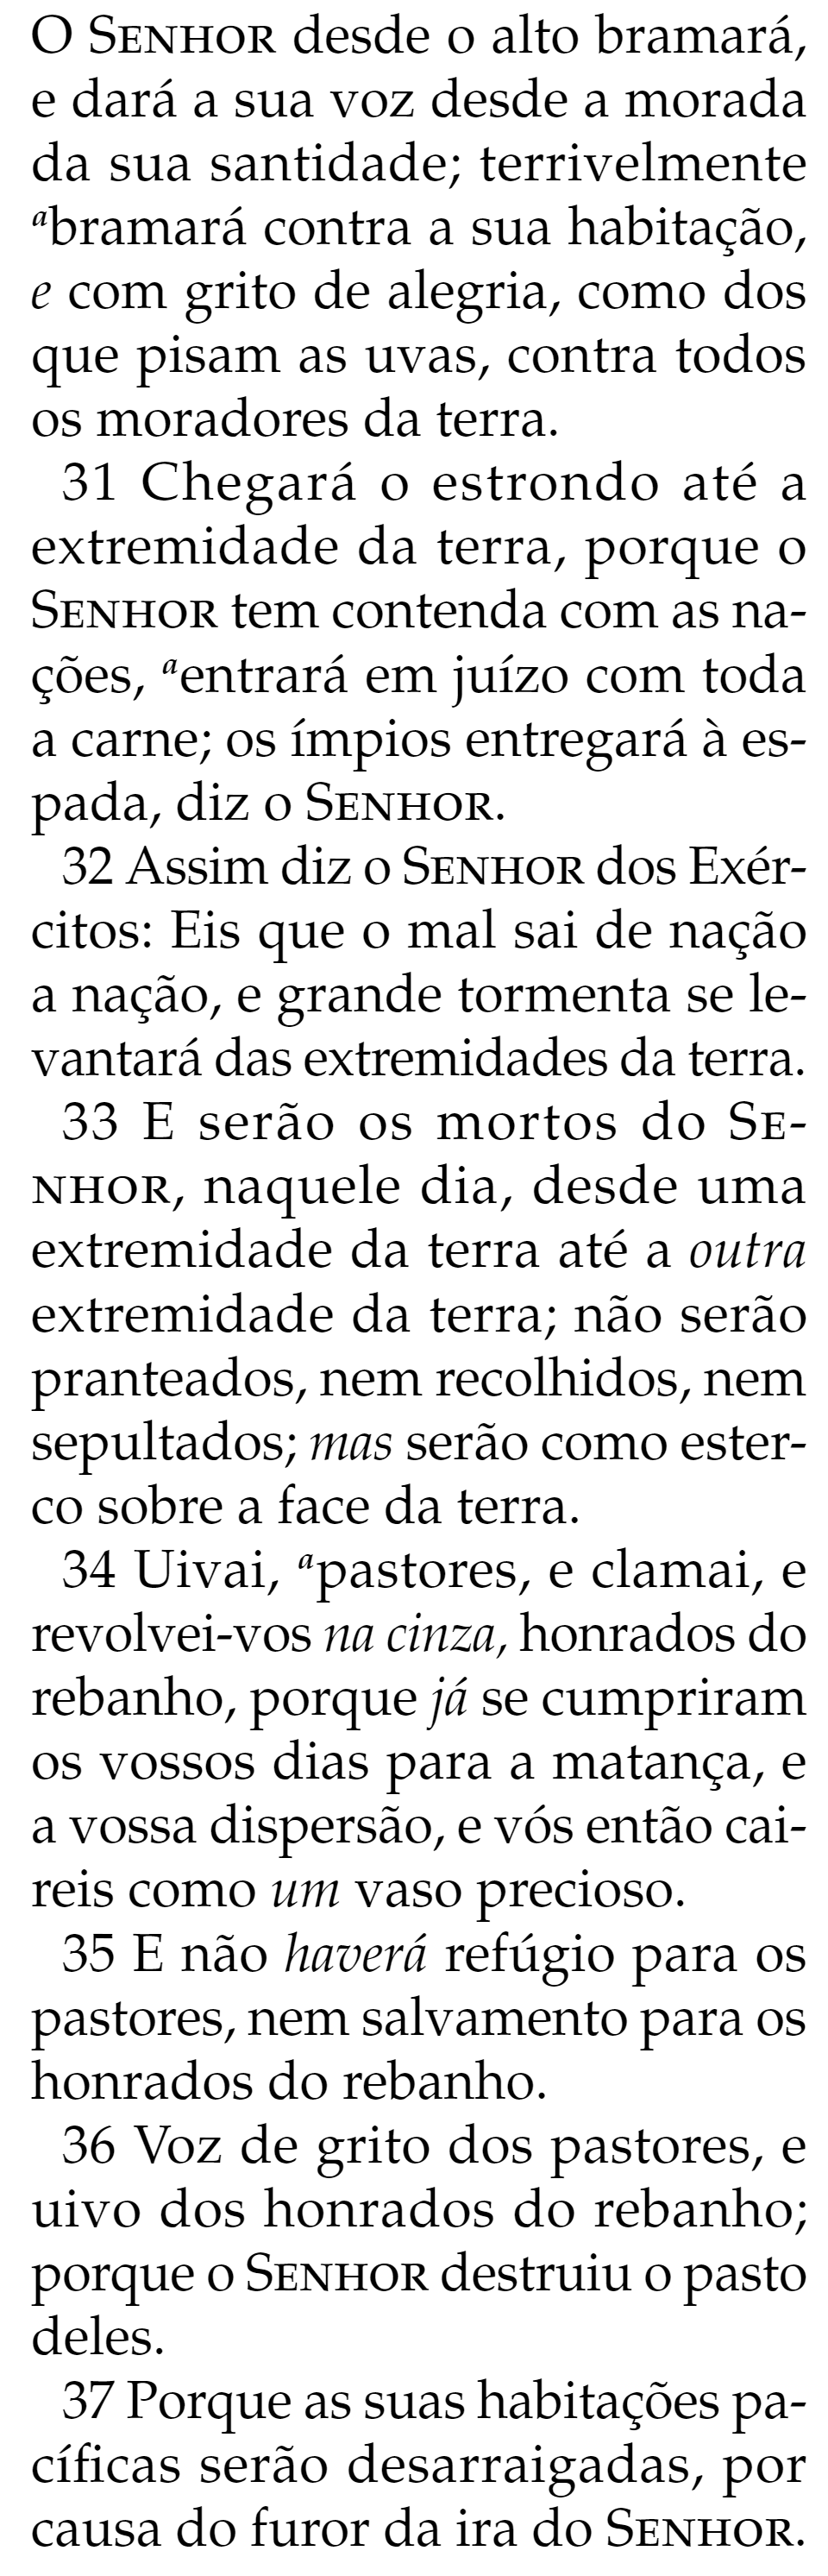 O SENHOR desde o alto bramará,
e dará a sua voz desde a morada
da sua santidade; terrivelmente
ᵃbramará contra a sua habitação,
e com grito de alegria, como dos
que pisam as uvas, contra todos
os moradores da terra.
31 Chegará o estrondo até a
extremidade da terra, porque o
SENHOR tem contenda com as na-
ções, ᵃentrará em juízo com toda
a carne; os ímpios entregará à es-
pada, diz o SENHOR.
32 Assim diz o SENHOR dos Exér-
citos: Eis que o mal sai de nação
a nação, e grande tormenta se le-
vantará das extremidades da terra.
33 E serão os mortos do SE-
NHOR, naquele dia, desde uma
extremidade da terra até a outra
extremidade da terra; não serão
pranteados, nem recolhidos, nem
sepultados; mas serão como ester-
co sobre a face da terra.
34 Uivai, ᵃpastores, e clamai, e
revolvei-vos na cinza, honrados do
rebanho, porque já se cumpriram
os vossos dias para a matança, e
a vossa dispersão, e vós então cai-
reis como um vaso precioso.
35 E não haverá refúgio para os
pastores, nem salvamento para os
honrados do rebanho.
36 Voz de grito dos pastores, e
uivo dos honrados do rebanho;
porque o SENHOR destruiu o pasto
deles.
37 Porque as suas habitações pa-
cíficas serão desarraigadas, por
causa do furor da ira do SENHOR.